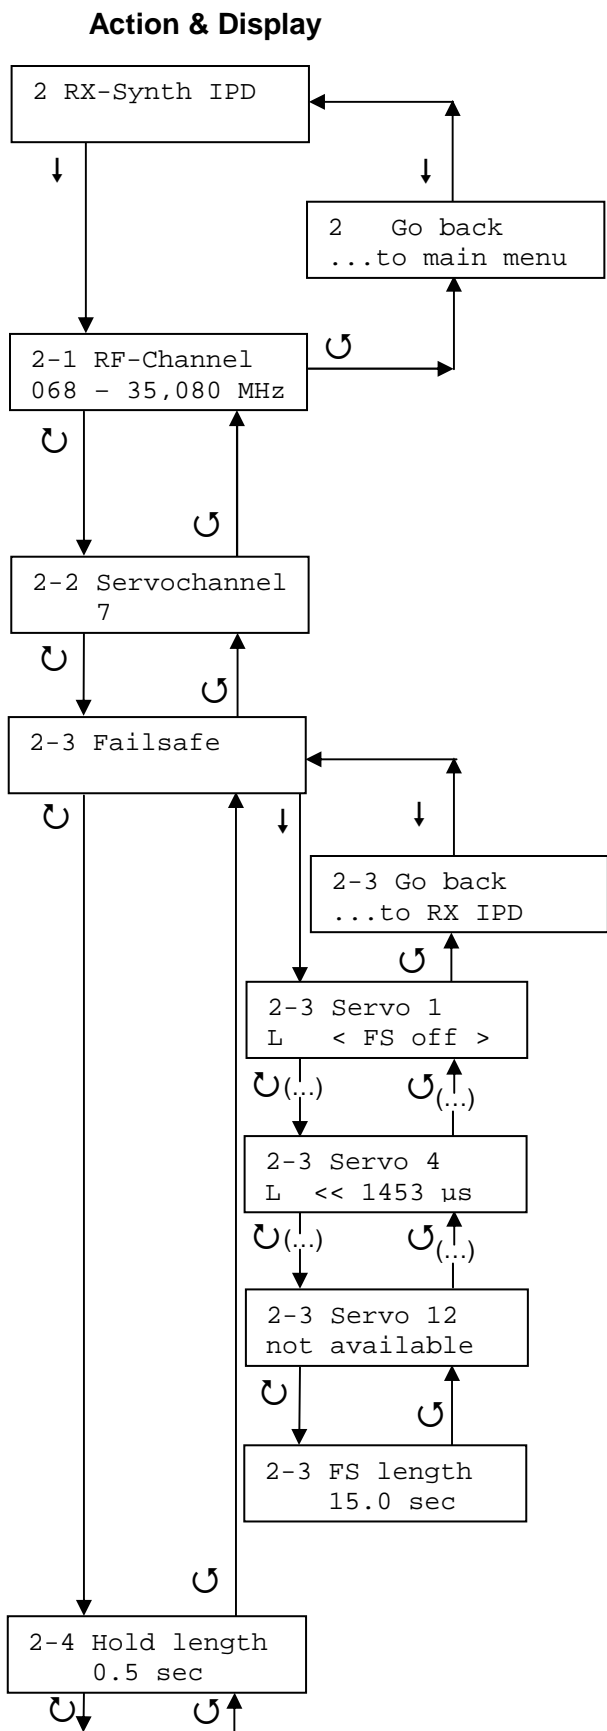 Action & Display
2 RX-Synth IPD
2 Go back
...to main menu
2-1 RF-Channel
068 – 35,080 MHz
2-2 Servochannel
7
2-3 Failsafe
2-3 Go back
...to RX IPD
2-3 Servo 1
L < FS off >
(...)
(...)
2-3 Servo 4
L << 1453 µs
(...)
(...)
2-3 Servo 12
not available
2-3 FS length
15.0 sec
2-4 Hold length
0.5 sec